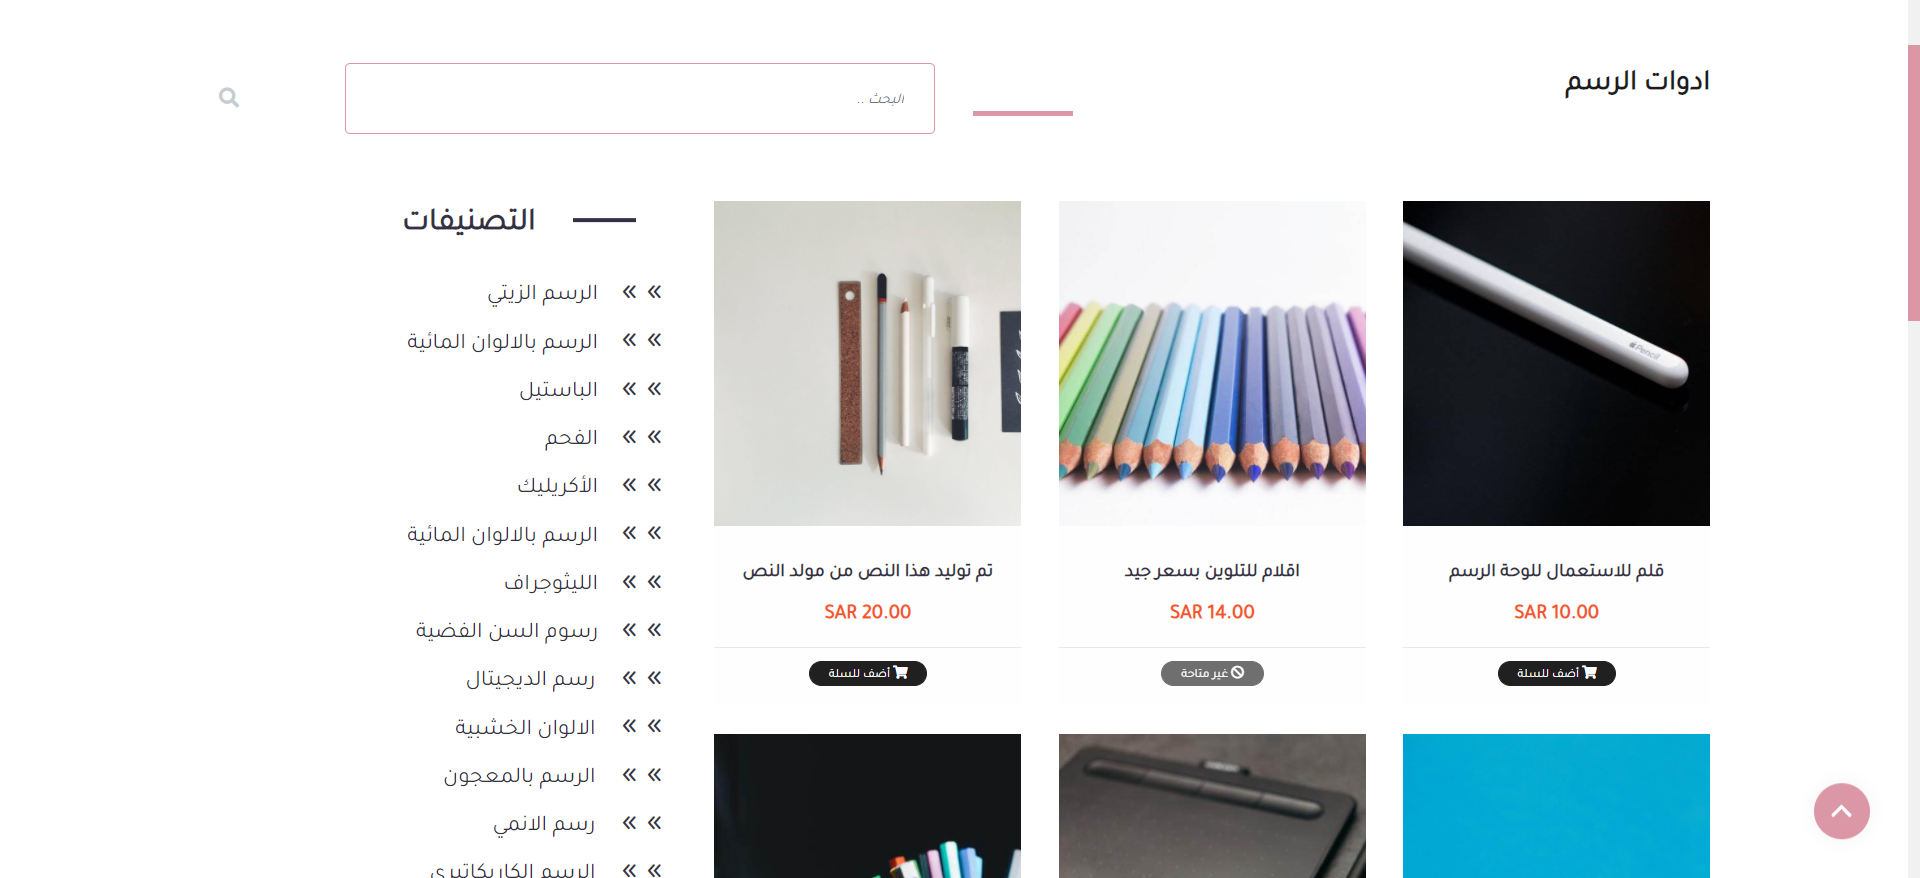 ادوات الرسم
البحث ..
Pencil
قلم للاستعمال للوحة الرسم
SAR 10.00
أضف للسلة
اقلام للتلوين بسعر جيد
SAR 14.00
غير متاحة
تم توليد هذا النص من مولد النص
SAR 20.00
أضف للسلة
التصنيفات
الرسم الزيتي
الرسم بالالوان المائية
الباستيل
الفحم
الأكريليك
الرسم بالالوان المائية
الليثوجراف
رسوم السن الفضية
رسم الديجيتال
الالوان الخشبية
الرسم بالمعجون
رسم الانمي
الرسم الكاريكاتيري